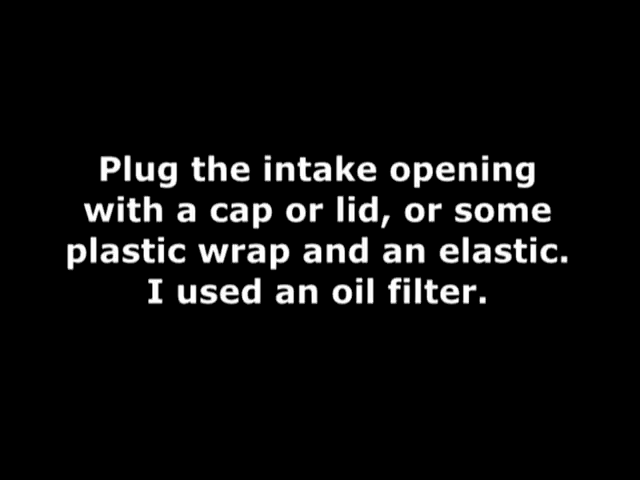 Plug the intake opening
with a cap or lid, or some
plastic wrap and an elastic.
I used an oil filter.